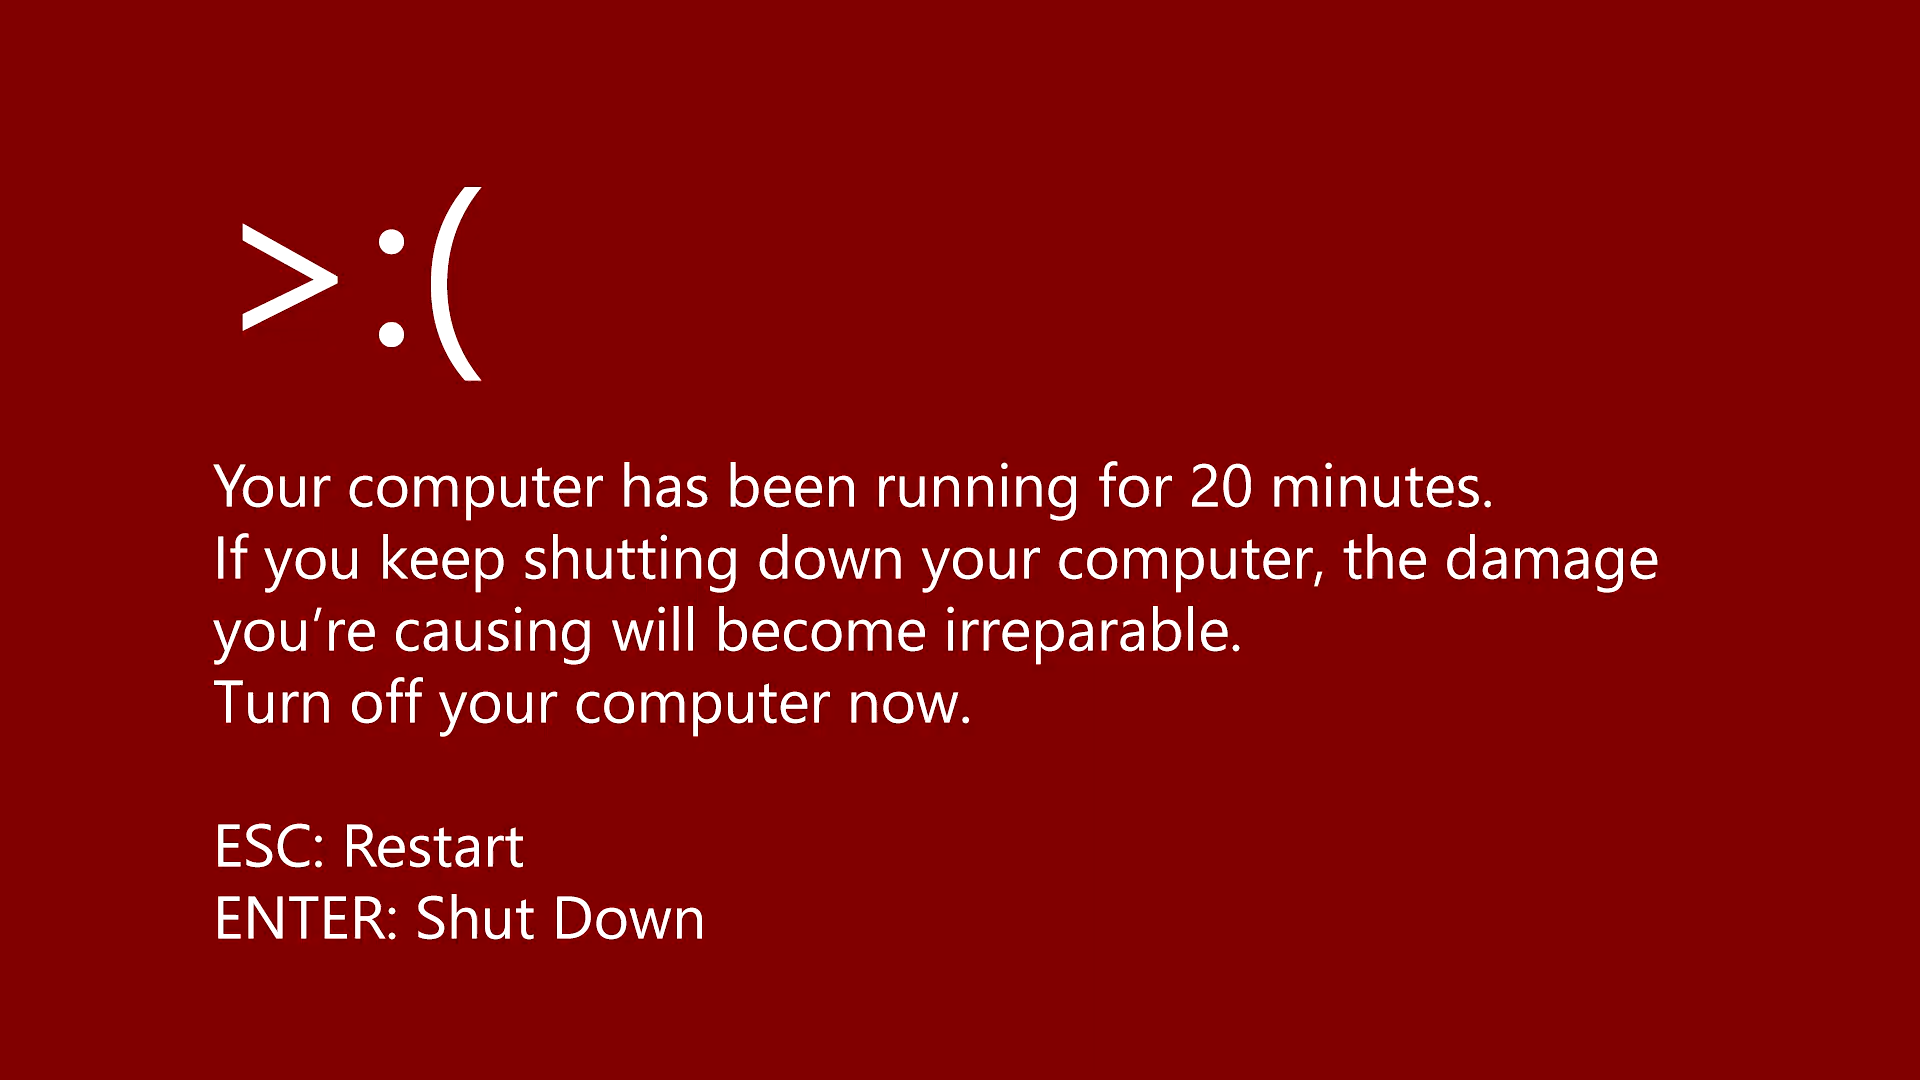 >:(
Your computer has been running for 20 minutes.
If you keep shutting down your computer, the damage
you’re causing will become irreparable.
Turn off your computer now.
ESC: Restart
ENTER: Shut Down